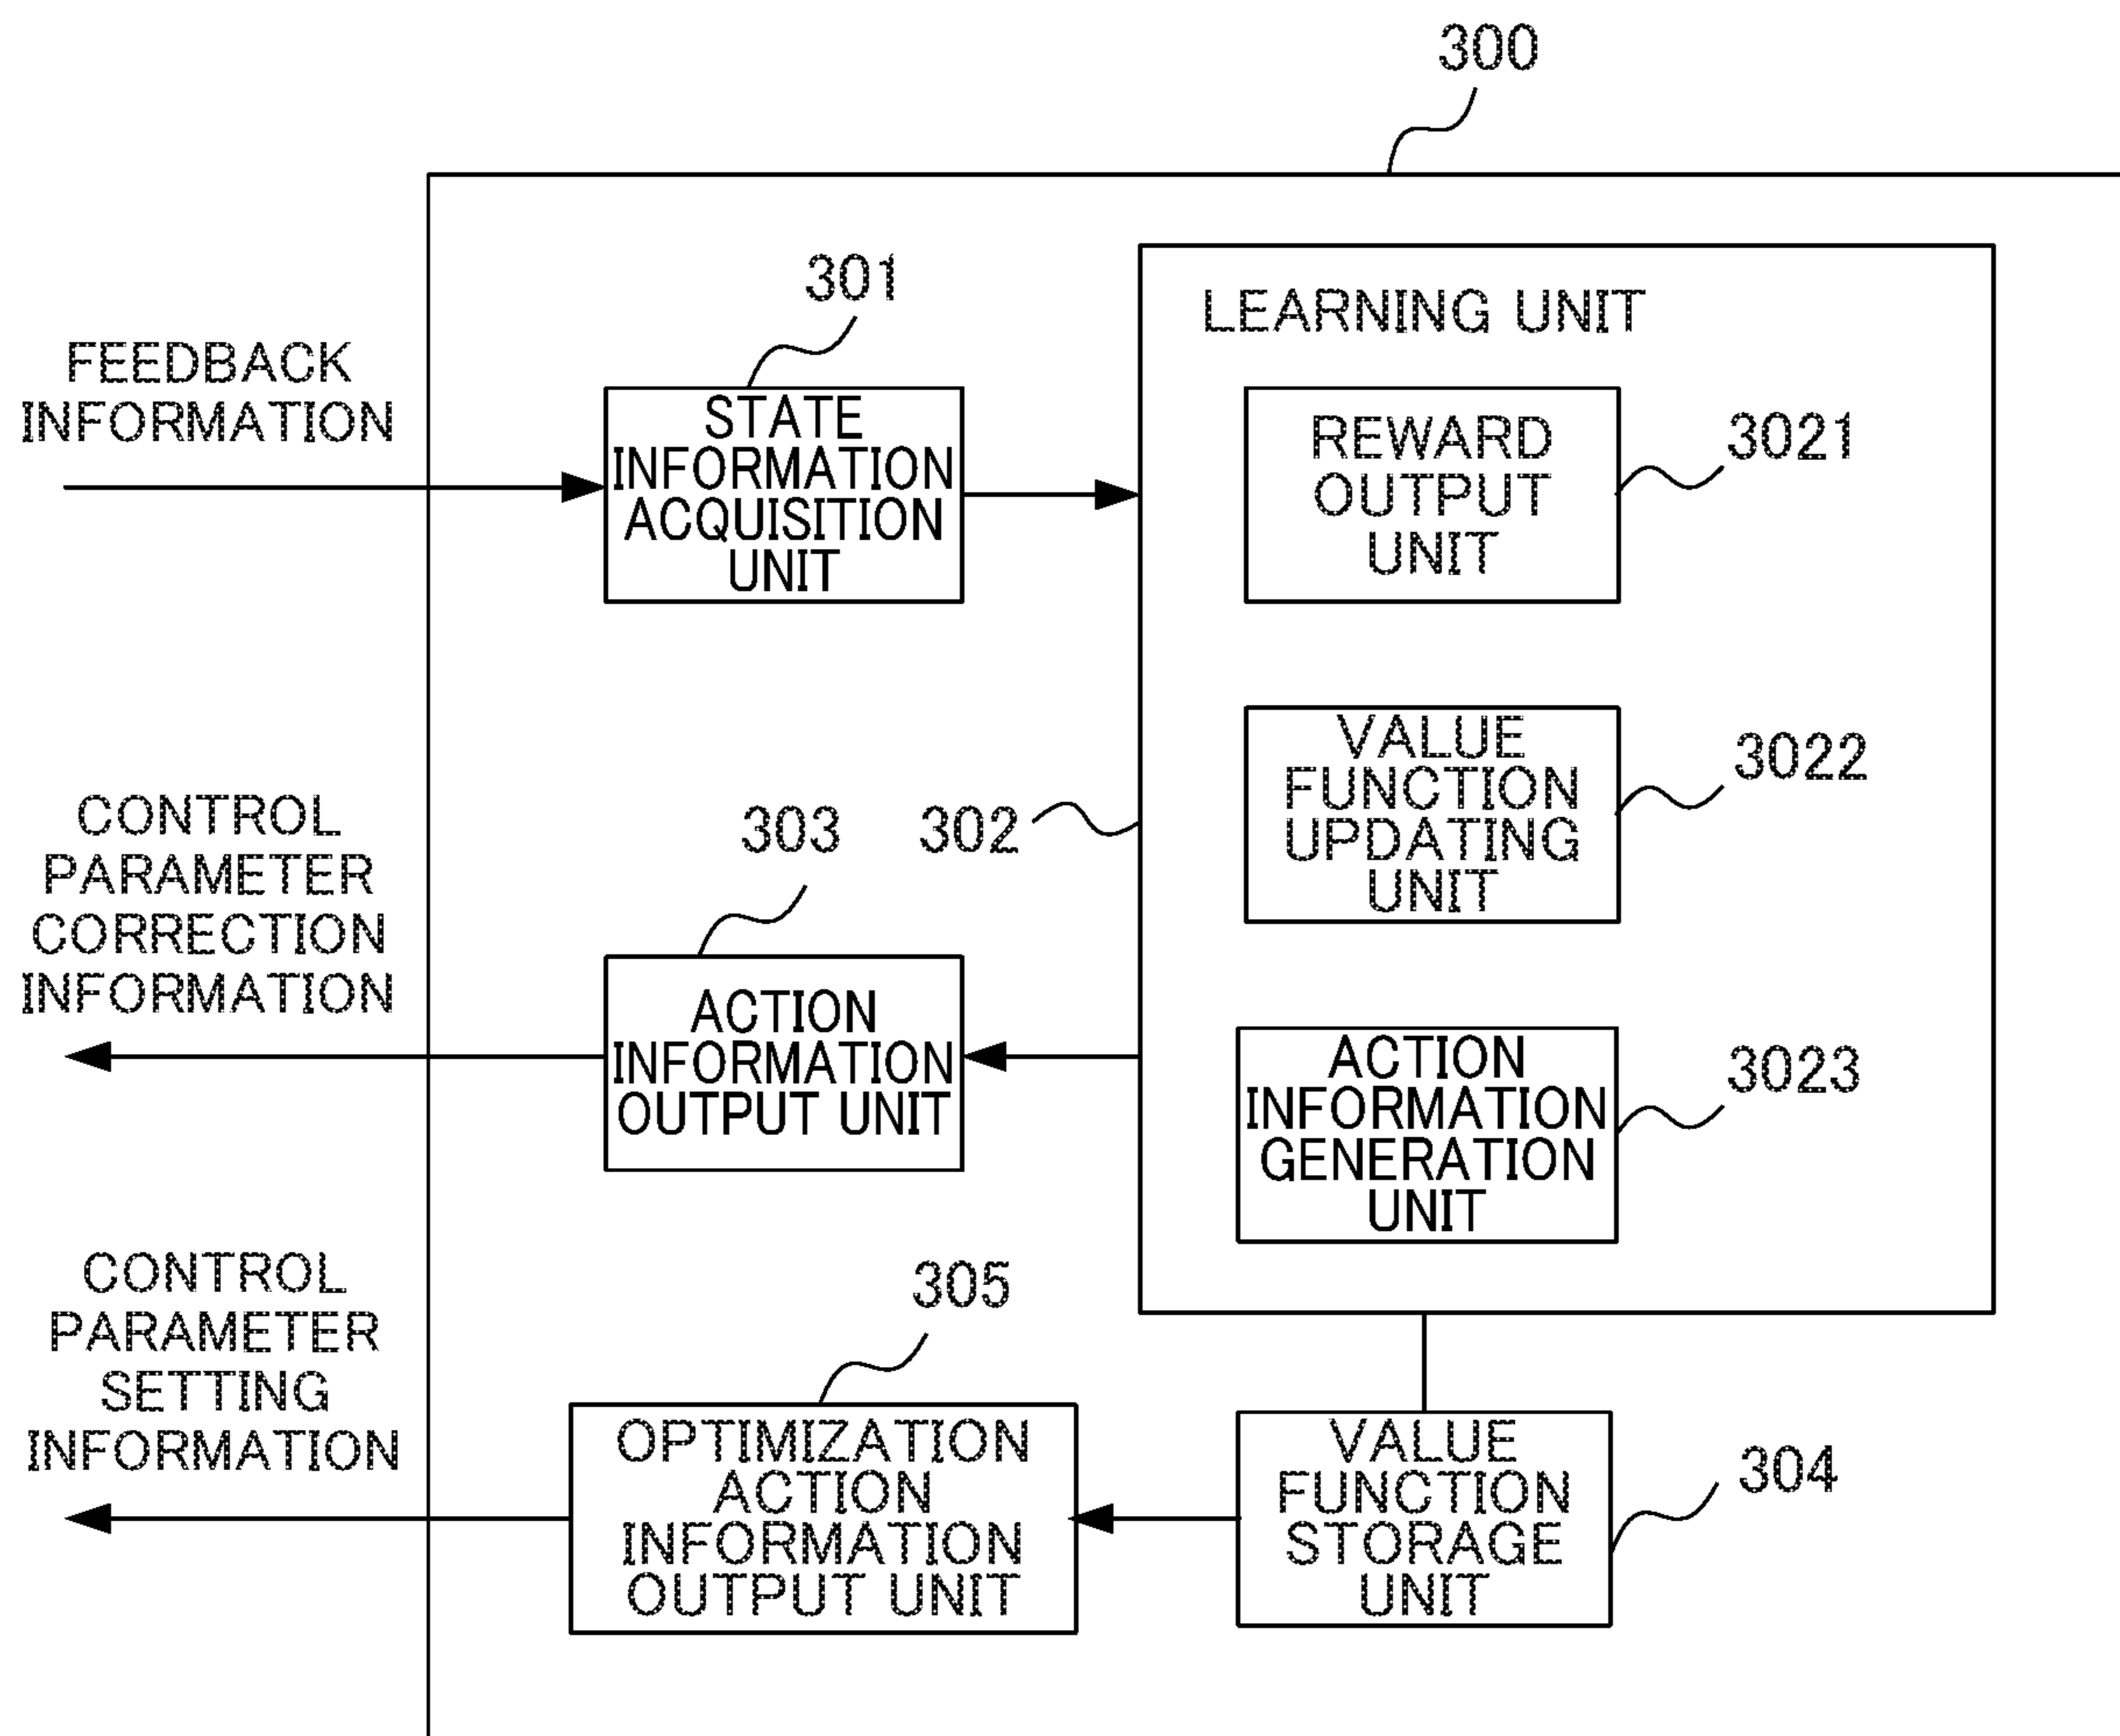 300
301
LEARNING UNIT
FEEDBACK
INFORMATION
STATE
INFORMATION
ACQUISITION
UNIT
REWARD
OUTPUT
UNIT
3021
CONTROL
PARAMETER
CORRECTION
INFORMATION
303
302
VALUE
FUNCTION
UPDATING
UNIT
3022
ACTION
INFORMATION
OUTPUT UNIT
ACTION
INFORMATION
GENERATION
UNIT
3023
CONTROL
PARAMETER
SETTING
INFORMATION
305
OPTIMIZATION
ACTION
INFORMATION
OUTPUT UNIT
VALUE
FUNCTION
STORAGE
UNIT
304